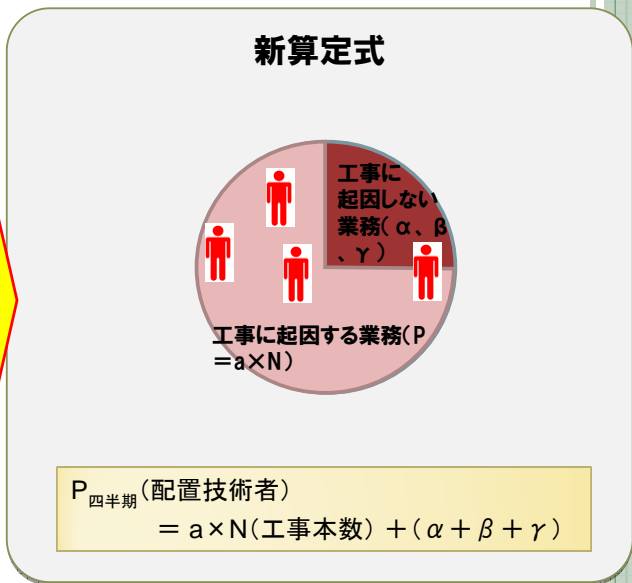 新算定式
工事に
起因しない
業務(α、β
、γ)
工事に起因する業務(P
=a×N)
P四半期(配置技術者)
= a×N(工事本数) +(α+β+γ)